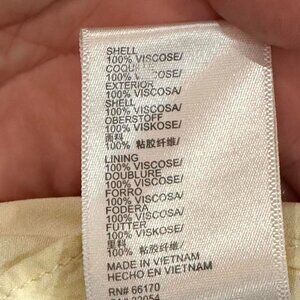 SHELL
100% VISCOSE/
COQUE
100% VISCOSE/
EXTERIOR
100% VISCOSA/
SHELL
100% VISCOSA/
OBERSTOFF
100% VISKOSE/
面料
100% 粘胶纤维/
LINING
100% VISCOSE/
DOUBLURE
100% VISCOSE/
FORRO
100% VISCOSA/
FODERA
100% VISCOSA/
FUTTER
100% VISKOSE/
里料
100% 粘胶纤维/
MADE IN VIETNAM
HECHO EN VIETNAM
RN# 66170